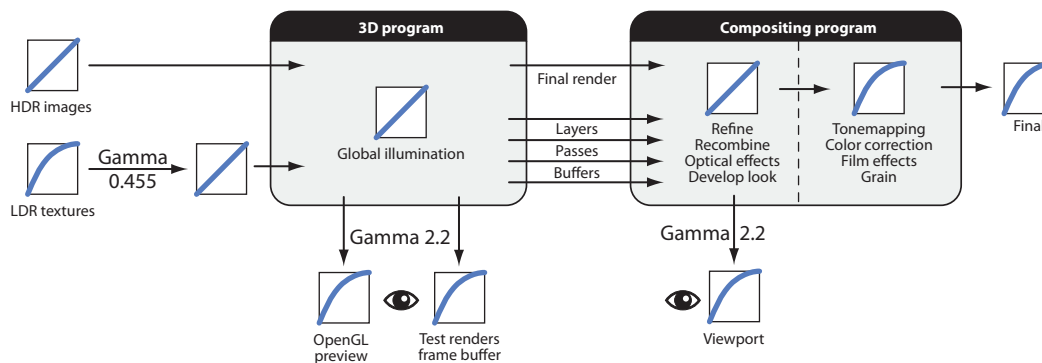 3D program
Compositing program
HDR images
Final render
Global illumination
Layers
Passes
Buffers
Refine
Recombine
Optical effects
Develop look
Tonemapping
Color correction
Film effects
Grain
Final
Gamma
0.455
LDR textures
Gamma 2.2
Gamma 2.2
OpenGL
preview
Test renders
frame buffer
Viewport